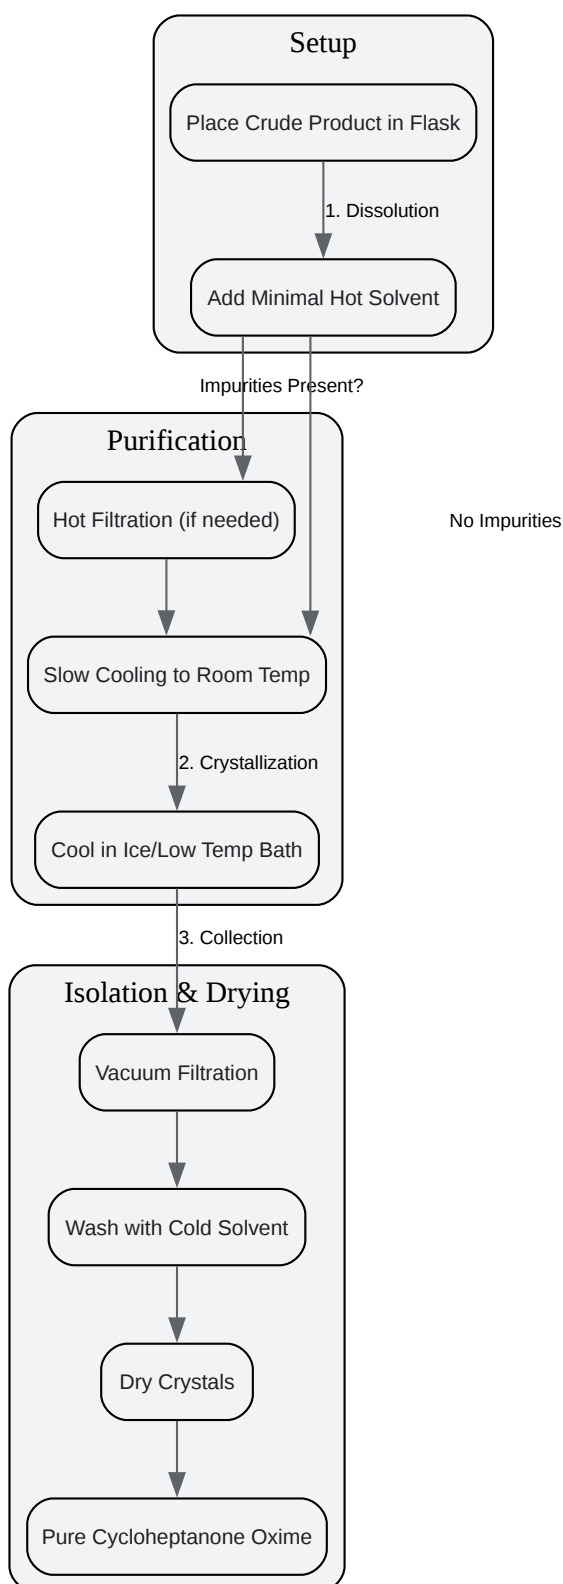 Setup
Place Crude Product in Flask
1. Dissolution
Add Minimal Hot Solvent
Impurities Present?
Purification
Hot Filtration (if needed)
No Impurities
Slow Cooling to Room Temp
2. Crystallization
Cool in Ice/Low Temp Bath
3. Collection
Isolation & Drying
Vacuum Filtration
Wash with Cold Solvent
Dry Crystals
Pure Cycloheptanone Oxime